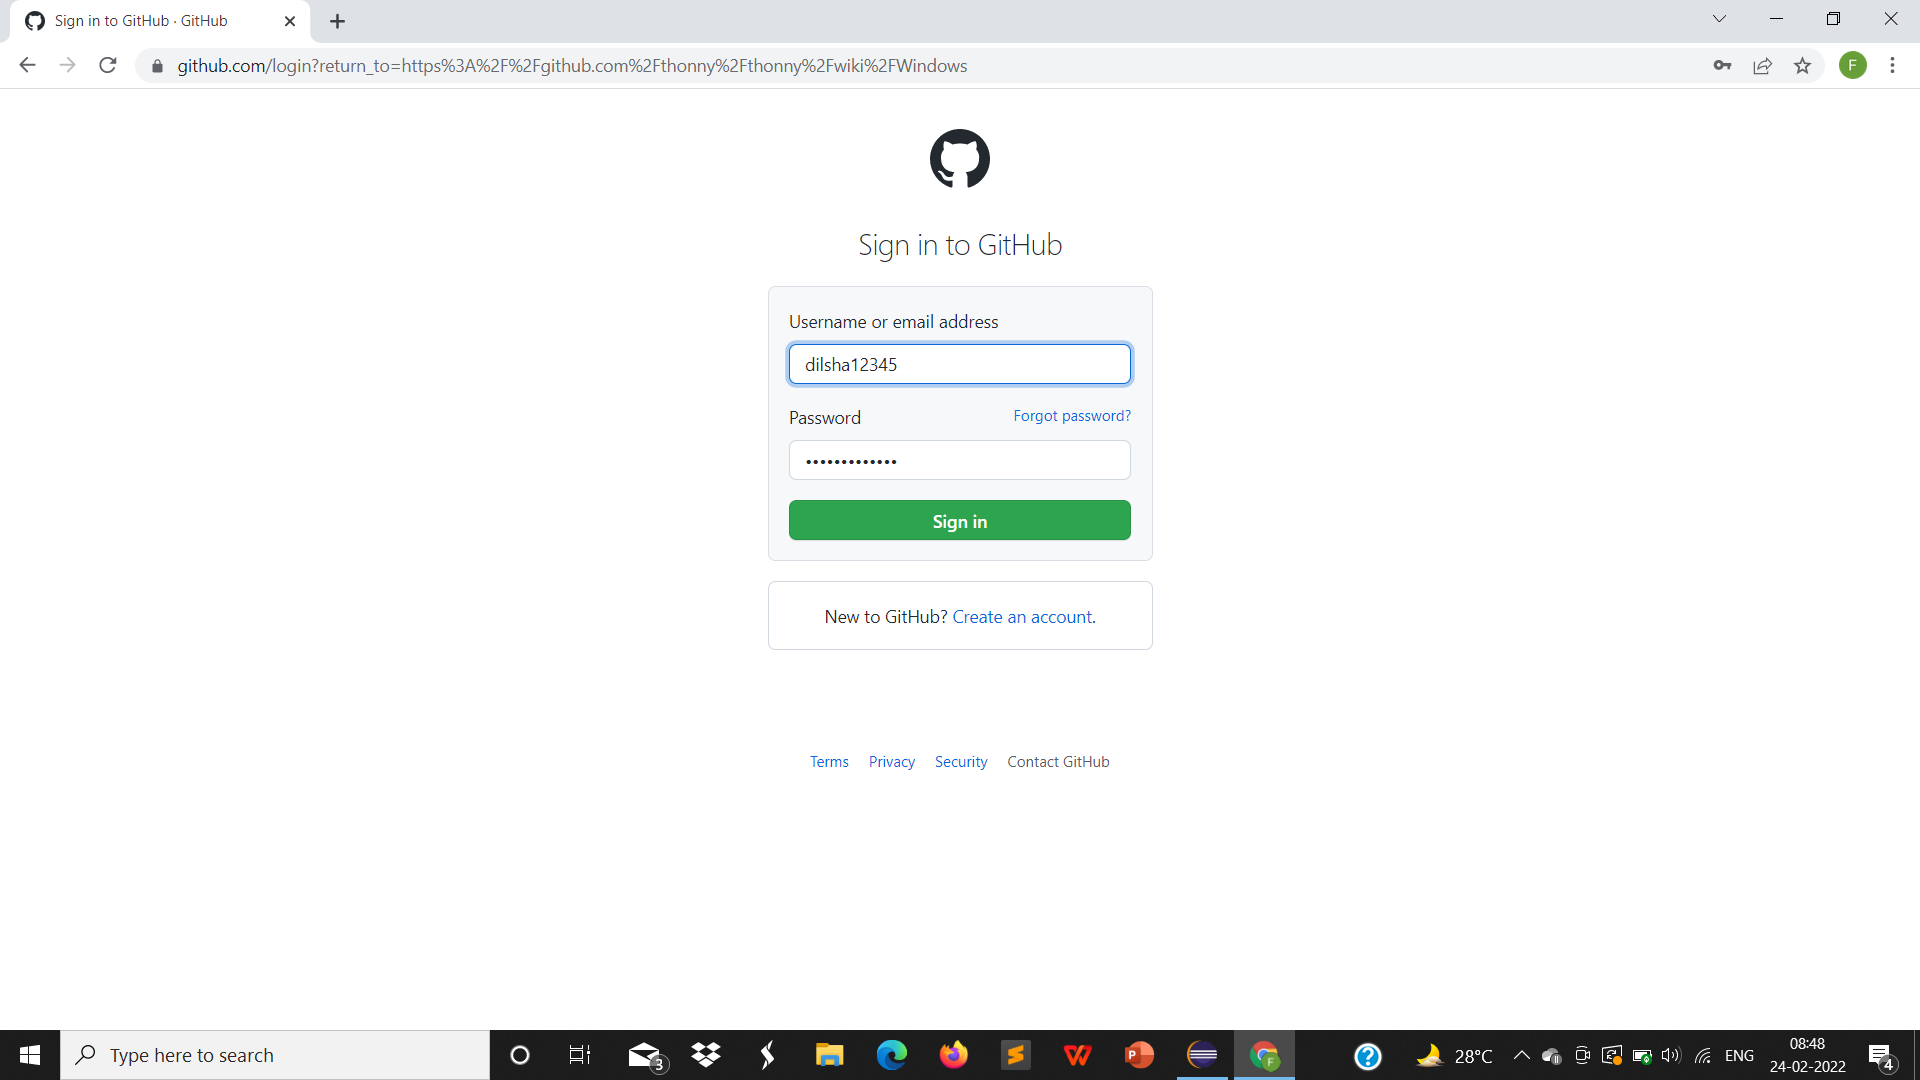 Sign in to GitHub · GitHub
github.com/login?return_to=https%3A%2F%2Fgithub.com%2Fthonny%2Fthonny%2Fwiki%2FWindows
F
Sign in to GitHub
Username or email address
dilsha12345
Password
Forgot password?
•••••••••••••
Sign in
New to GitHub? Create an account.
Terms Privacy Security Contact GitHub
Type here to search
3
28°C
ENG
08:48
24-02-2022
4